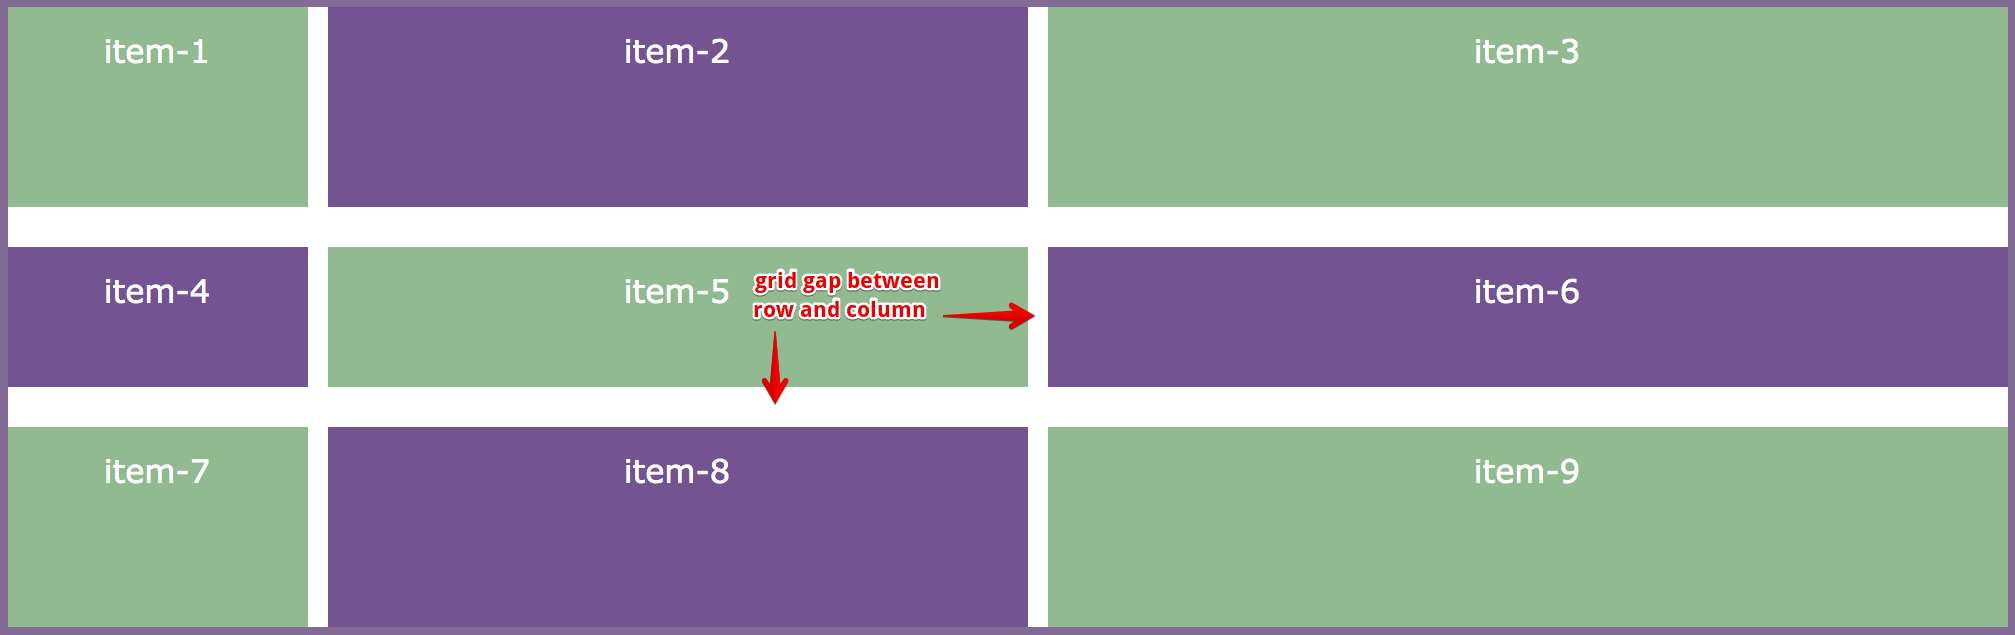 item-1
item-2
item-3
item-4
item-5
grid gap between
row and column
item-6
item-7
item-8
item-9